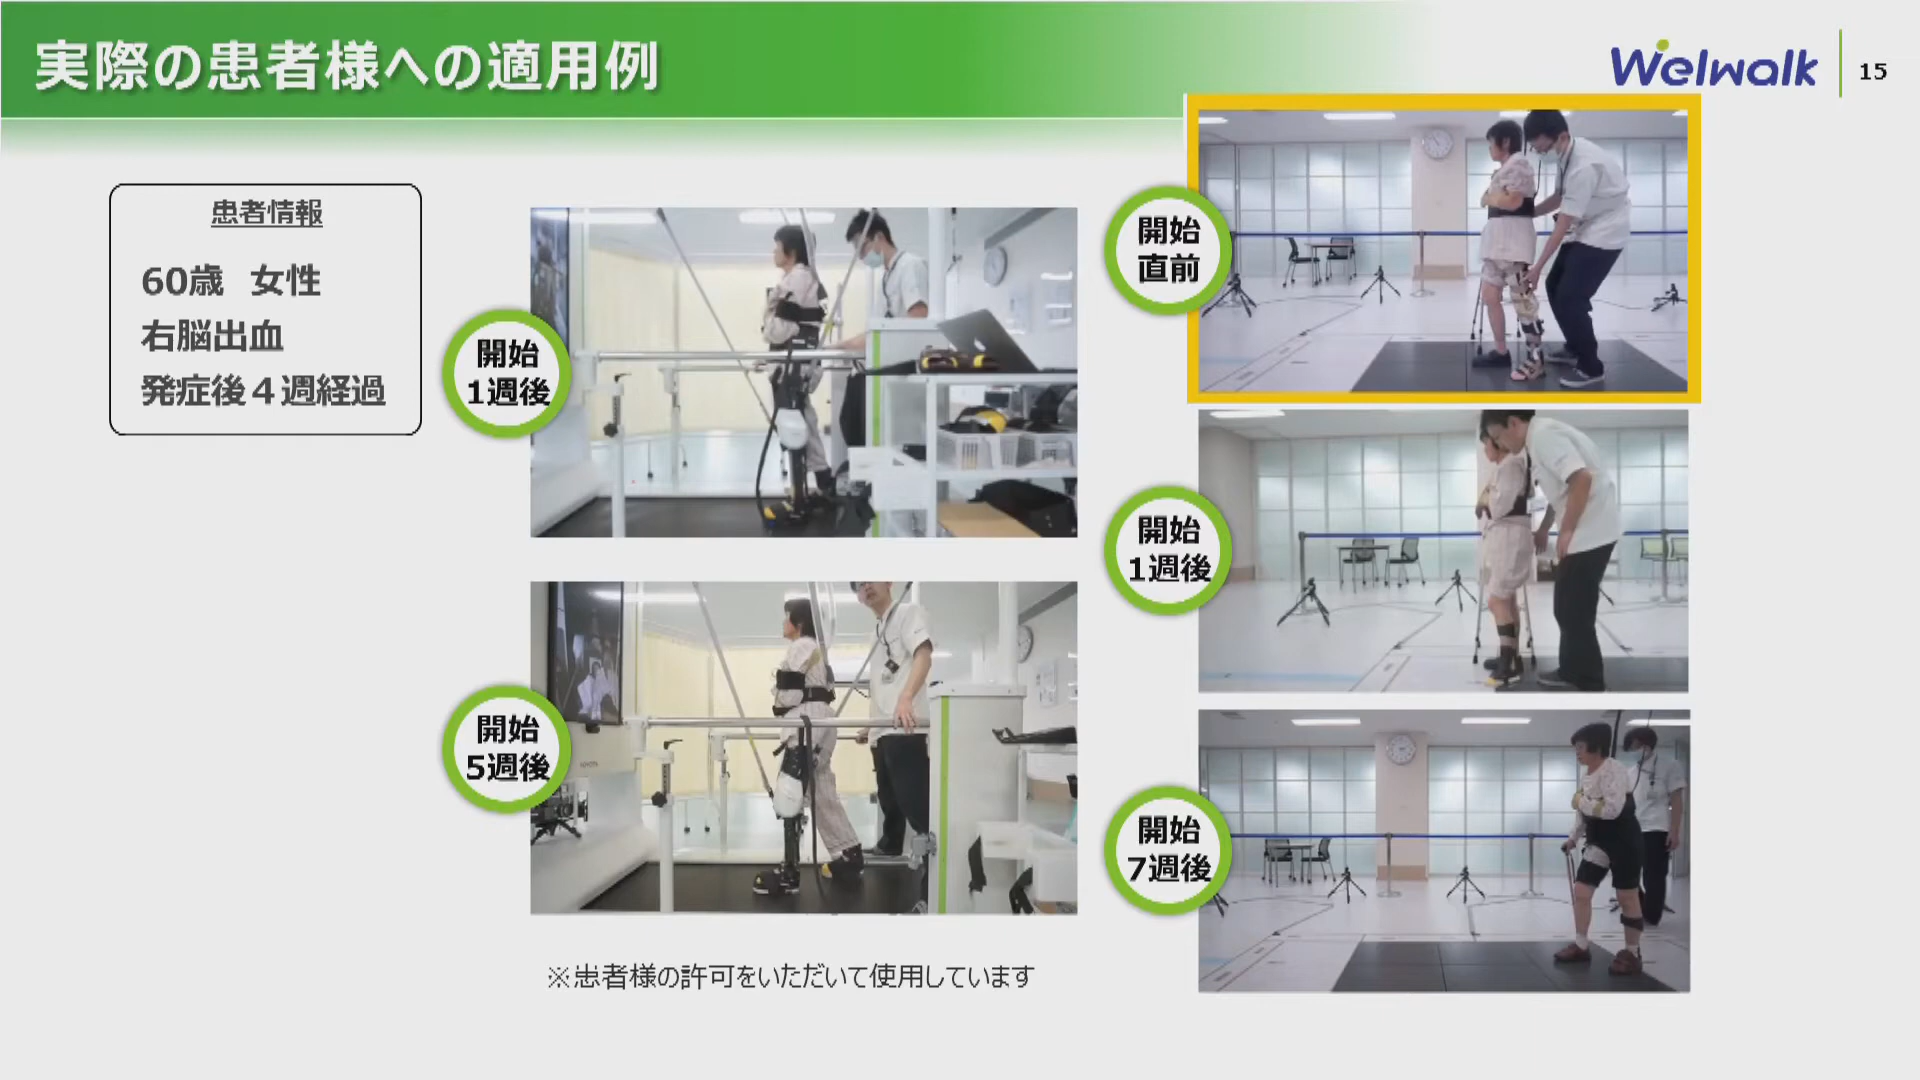 実際の患者様への適用例
Welwalk
15
患者情報
60歳 女性
右脳出血
発症後４週経過
開始
1週後
開始
5週後
開始
直前
開始
1週後
開始
7週後
※患者様の許可をいただいて使用しています